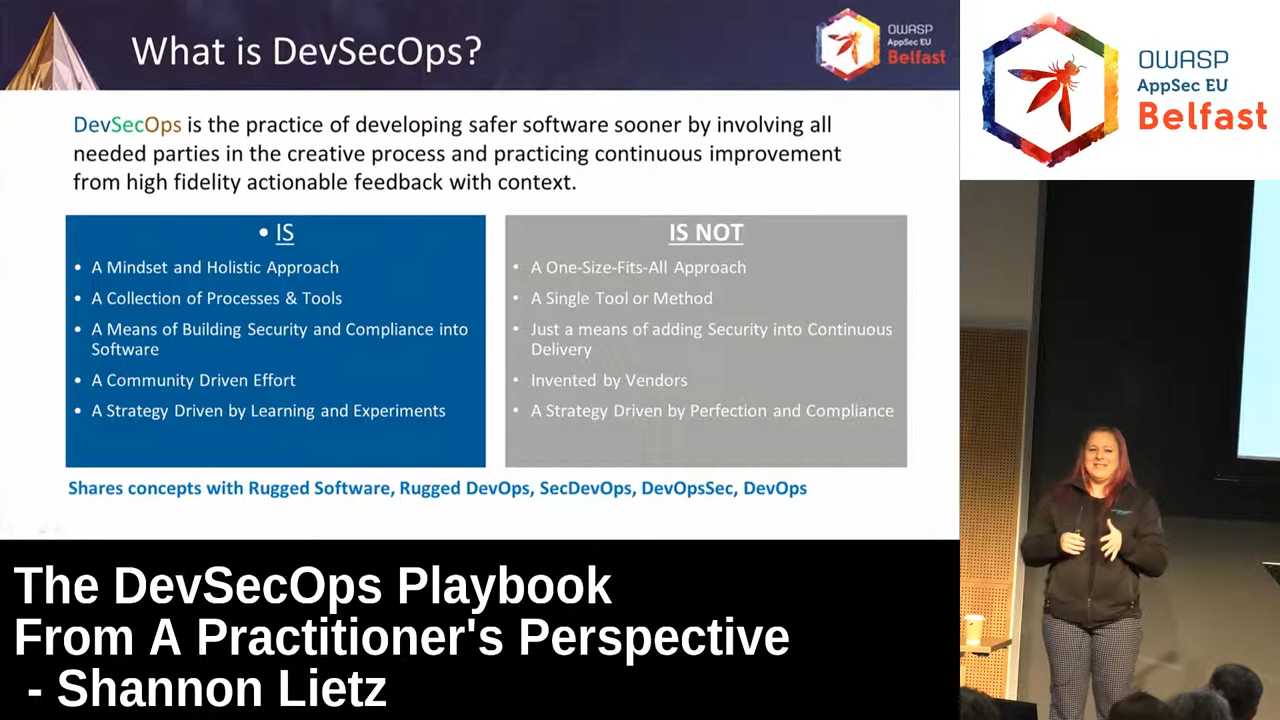 What is DevSecOps?
OWASP
AppSec EU
Belfast
DevSecOps is the practice of developing safer software sooner by involving all
needed parties in the creative process and practicing continuous improvement
from high fidelity actionable feedback with context.
• IS
• A Mindset and Holistic Approach
• A Collection of Processes & Tools
• A Means of Building Security and Compliance into
Software
• A Community Driven Effort
• A Strategy Driven by Learning and Experiments
IS NOT
• A One-Size-Fits-All Approach
• A Single Tool or Method
• Just a means of adding Security into Continuous
Delivery
• Invented by Vendors
• A Strategy Driven by Perfection and Compliance
Shares concepts with Rugged Software, Rugged DevOps, SecDevOps, DevOpsSec, DevOps
OWASP
AppSec EU
Belfast
The DevSecOps Playbook
From A Practitioner's Perspective
- Shannon Lietz